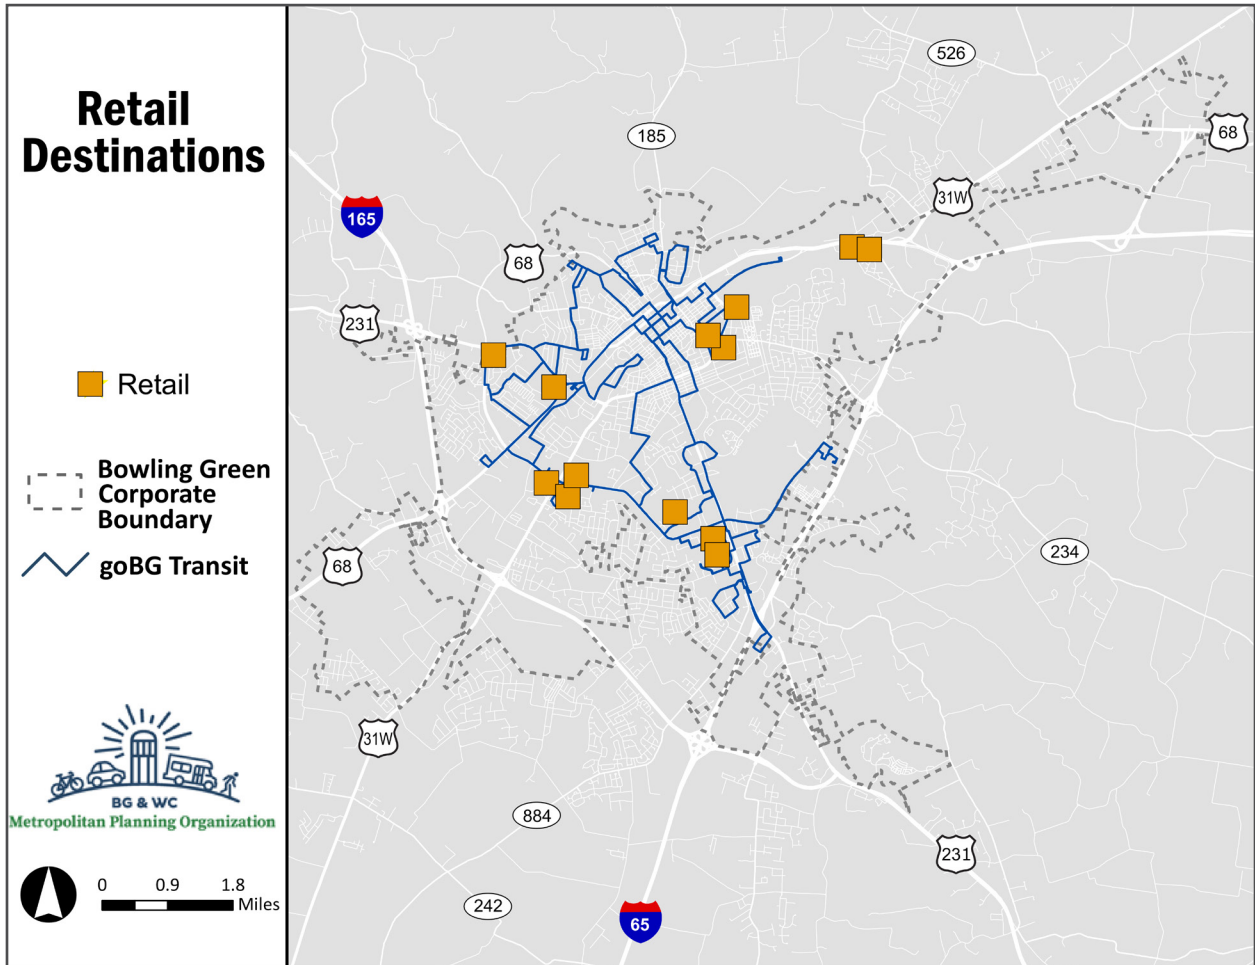 Retail
Destinations
Retail
Bowling Green
Corporate
Boundary
goBG Transit
BG & WC
Metropolitan Planning Organization
0 0.9 1.8
Miles
526
185
68
31W
165
68
231
68
234
31W
884
231
242
65